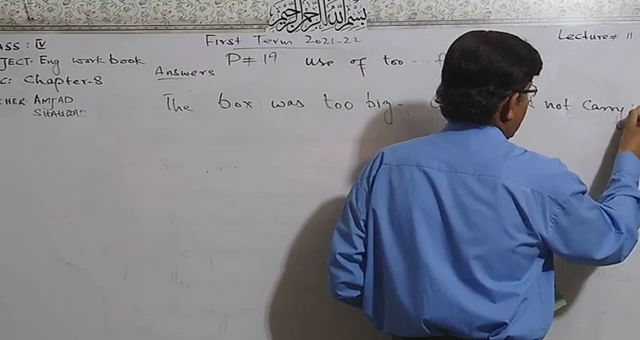 بسم الله الرحمن الرحيم
First Term 2021-22
Lecture# 11
ASS: IV
JECT: Eng work book
P# 19 use of too ... f
C: Chapter-8
Answers
CHER AMJAD
SHAHZAD
The box was too big. not carry